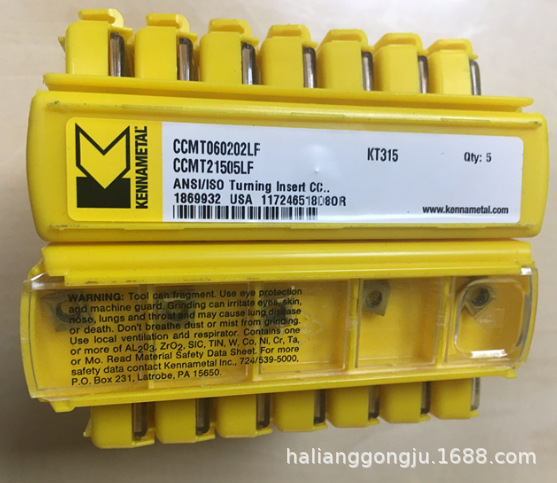 KENNAMETAL
CCMT060202LF
KT315
Qty: 5
CCMT21505LF
ANSI/ISO Turning Insert CC..
1869932 USA 117246518D80R
www.kennametal.com
WARNING: Tool can fragment. Use eye protection
and machine guard. Grinding can irritate eyes, skin,
nose, lungs and throat and may cause lung disease
or death. Don't breathe dust or mist from grinding.
Use local ventilation and respirator. Contains one
or more of AL2O3, ZrO2, SIC, TIN, W, Co, Ni, Cr, Ta,
or Mo. Read Material Safety Data Sheet. For more
safety data contact Kennametal Inc., 724/539-5000,
P.O. Box 231, Latrobe, PA 15650.
halianggongju.1688.com